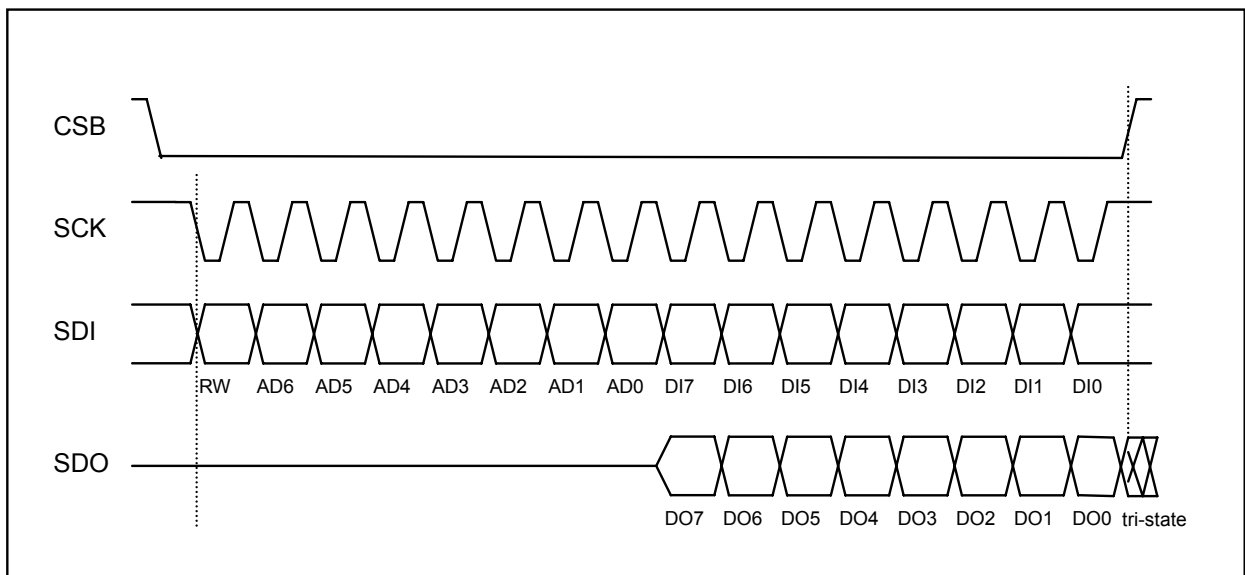 CSB
SCK
SDI
RW AD6 AD5 AD4 AD3 AD2 AD1 AD0 DI7 DI6 DI5 DI4 DI3 DI2 DI1 DI0
SDO
DO7 DO6 DO5 DO4 DO3 DO2 DO1 DO0 tri-state